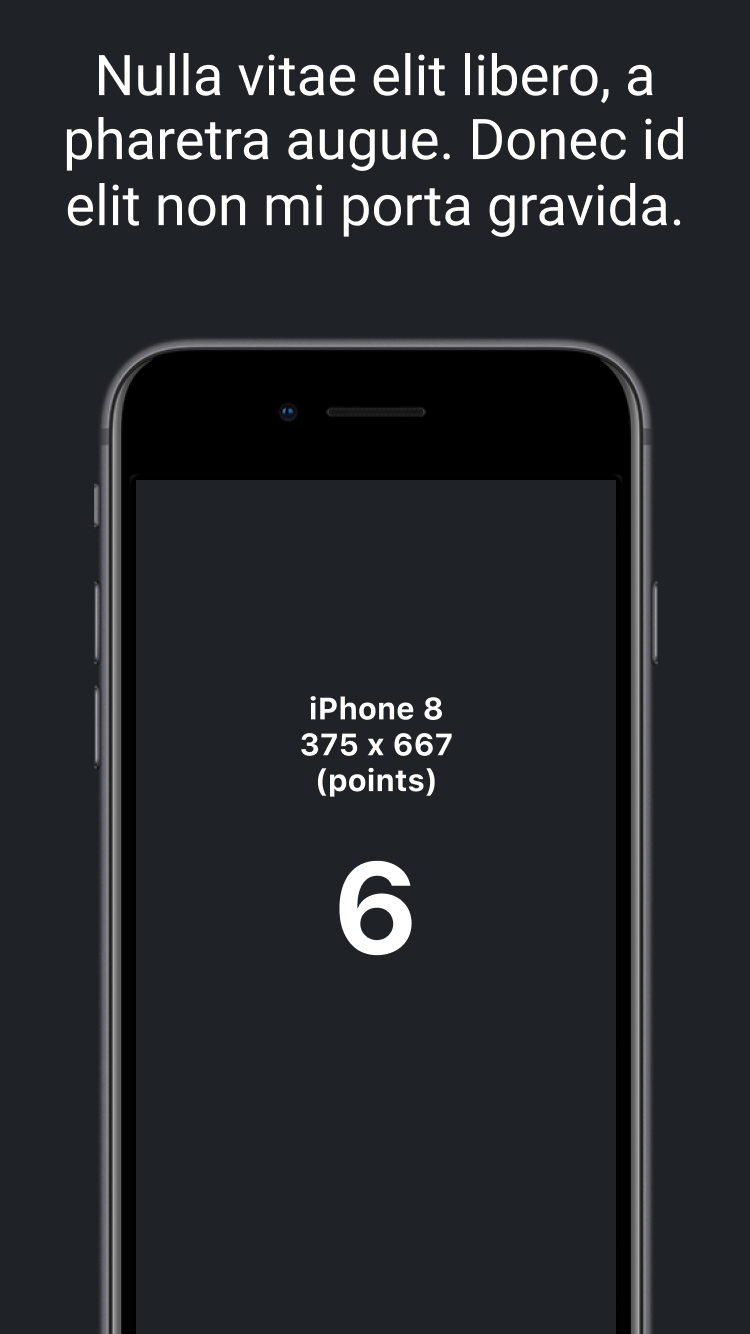 Nulla vitae elit libero, a
pharetra augue. Donec id
elit non mi porta gravida.
iPhone 8
375 x 667
(points)
6